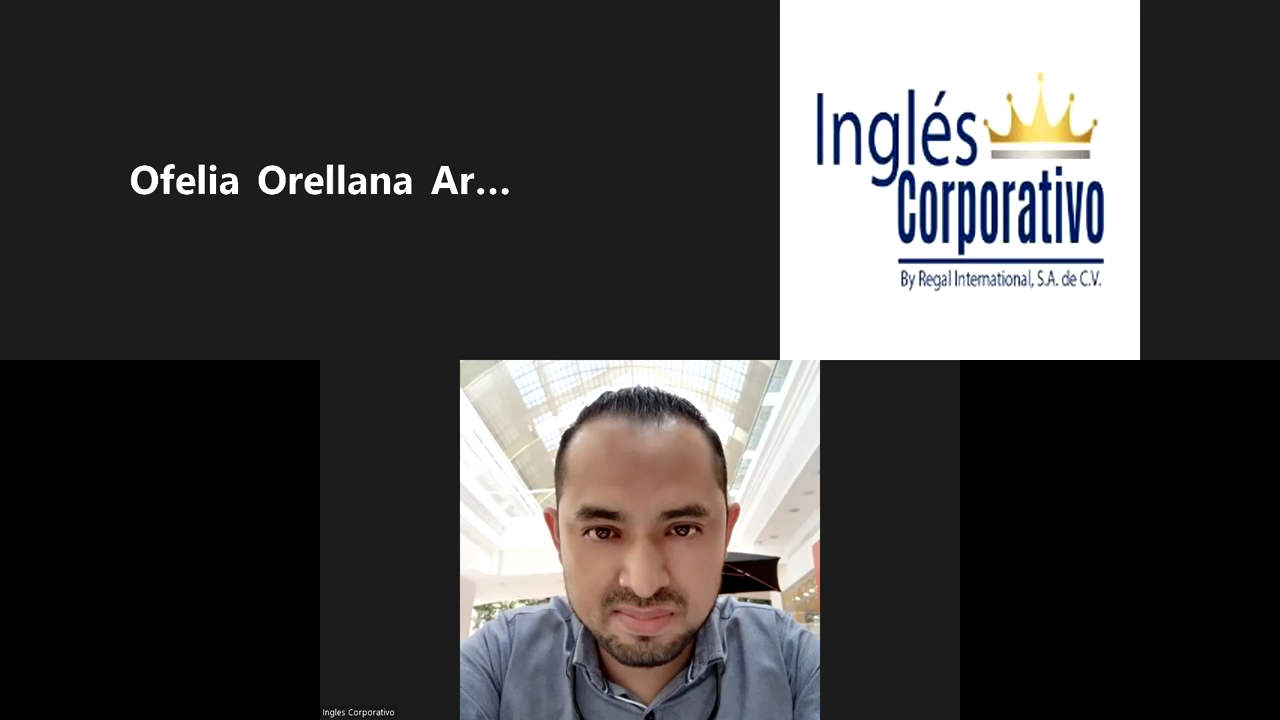 Ofelia Orellana Ar...
Inglés
Corporativo
By Regal International, S.A. de C.V.
Ingles Corporativo